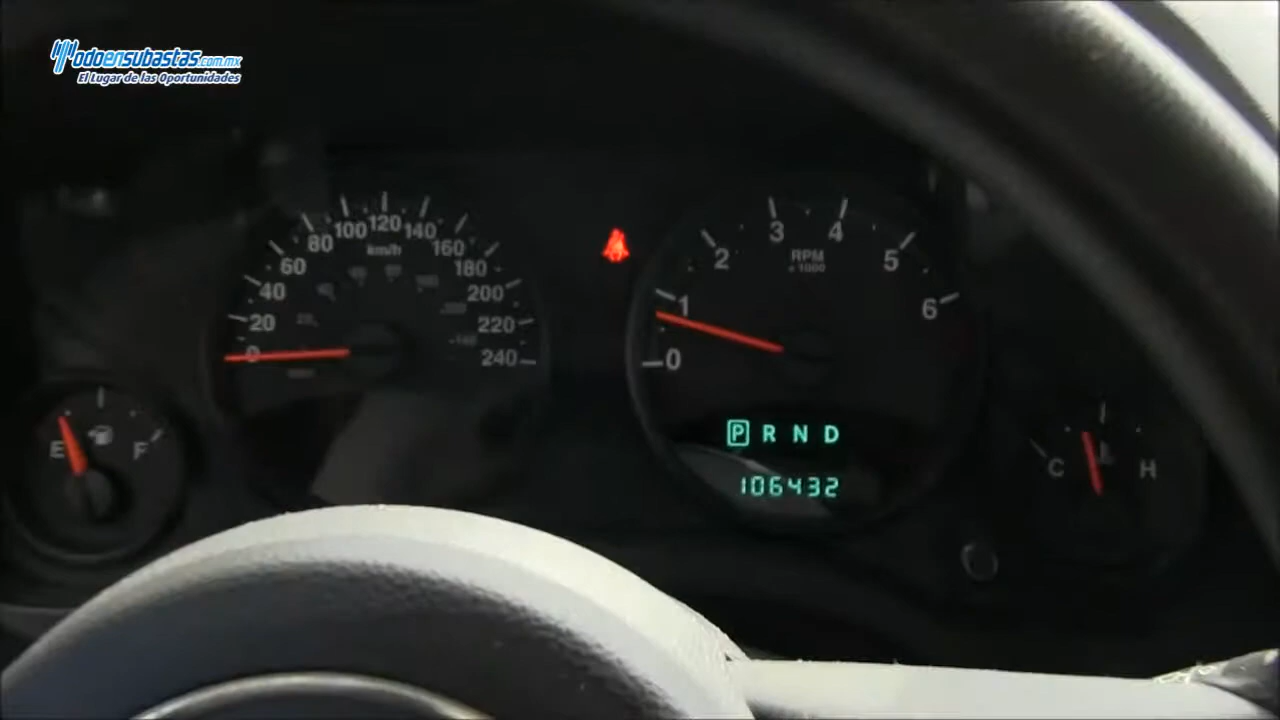 Todoensubastas.com.mx
El Lugar de las Oportunidades
0
20
40
60
80
100
120
140
160
180
200
220
240
km/h
0
1
2
3
4
5
6
RPM
x 1000
P R N D
106432
E
F
C
H